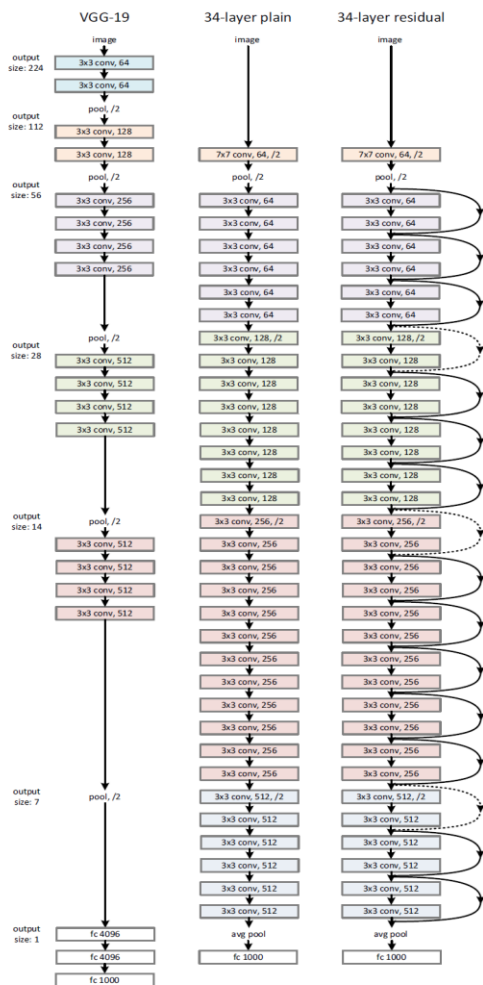 VGG-19
34-layer plain
34-layer residual
output size: 224
image
3x3 conv, 64
3x3 conv, 64
output size: 112
pool, /2
3x3 conv, 128
3x3 conv, 128
output size: 56
pool, /2
3x3 conv, 256
3x3 conv, 256
3x3 conv, 256
3x3 conv, 256
output size: 28
pool, /2
3x3 conv, 512
3x3 conv, 512
3x3 conv, 512
3x3 conv, 512
output size: 14
pool, /2
3x3 conv, 512
3x3 conv, 512
3x3 conv, 512
3x3 conv, 512
output size: 7
pool, /2
output size: 1
fc 4096
fc 4096
fc 1000
image
7x7 conv, 64, /2
pool, /2
3x3 conv, 64
3x3 conv, 64
3x3 conv, 64
3x3 conv, 64
3x3 conv, 64
3x3 conv, 64
3x3 conv, 128, /2
3x3 conv, 128
3x3 conv, 128
3x3 conv, 128
3x3 conv, 128
3x3 conv, 128
3x3 conv, 128
3x3 conv, 128
3x3 conv, 256, /2
3x3 conv, 256
3x3 conv, 256
3x3 conv, 256
3x3 conv, 256
3x3 conv, 256
3x3 conv, 256
3x3 conv, 256
3x3 conv, 256
3x3 conv, 256
3x3 conv, 256
3x3 conv, 256
3x3 conv, 512, /2
3x3 conv, 512
3x3 conv, 512
3x3 conv, 512
3x3 conv, 512
3x3 conv, 512
avg pool
fc 1000
image
7x7 conv, 64, /2
pool, /2
3x3 conv, 64
3x3 conv, 64
3x3 conv, 64
3x3 conv, 64
3x3 conv, 64
3x3 conv, 64
3x3 conv, 128, /2
3x3 conv, 128
3x3 conv, 128
3x3 conv, 128
3x3 conv, 128
3x3 conv, 128
3x3 conv, 128
3x3 conv, 128
3x3 conv, 256, /2
3x3 conv, 256
3x3 conv, 256
3x3 conv, 256
3x3 conv, 256
3x3 conv, 256
3x3 conv, 256
3x3 conv, 256
3x3 conv, 256
3x3 conv, 256
3x3 conv, 256
3x3 conv, 256
3x3 conv, 512, /2
3x3 conv, 512
3x3 conv, 512
3x3 conv, 512
3x3 conv, 512
3x3 conv, 512
avg pool
fc 1000